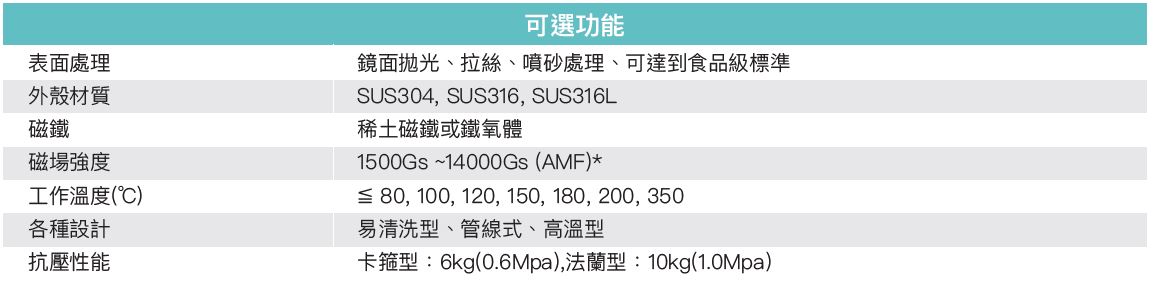 可選功能
表面處理 鏡面拋光、拉絲、噴砂處理、可達到食品級標準
外殼材質 SUS304, SUS316, SUS316L
磁鐵 稀土磁鐵或鐵氧體
磁場強度 1500Gs ~14000Gs (AMF)*
工作溫度(℃) ≦ 80, 100, 120, 150, 180, 200, 350
各種設計 易清洗型、管線式、高溫型
抗壓性能 卡箍型：6kg(0.6Mpa),法蘭型：10kg(1.0Mpa)